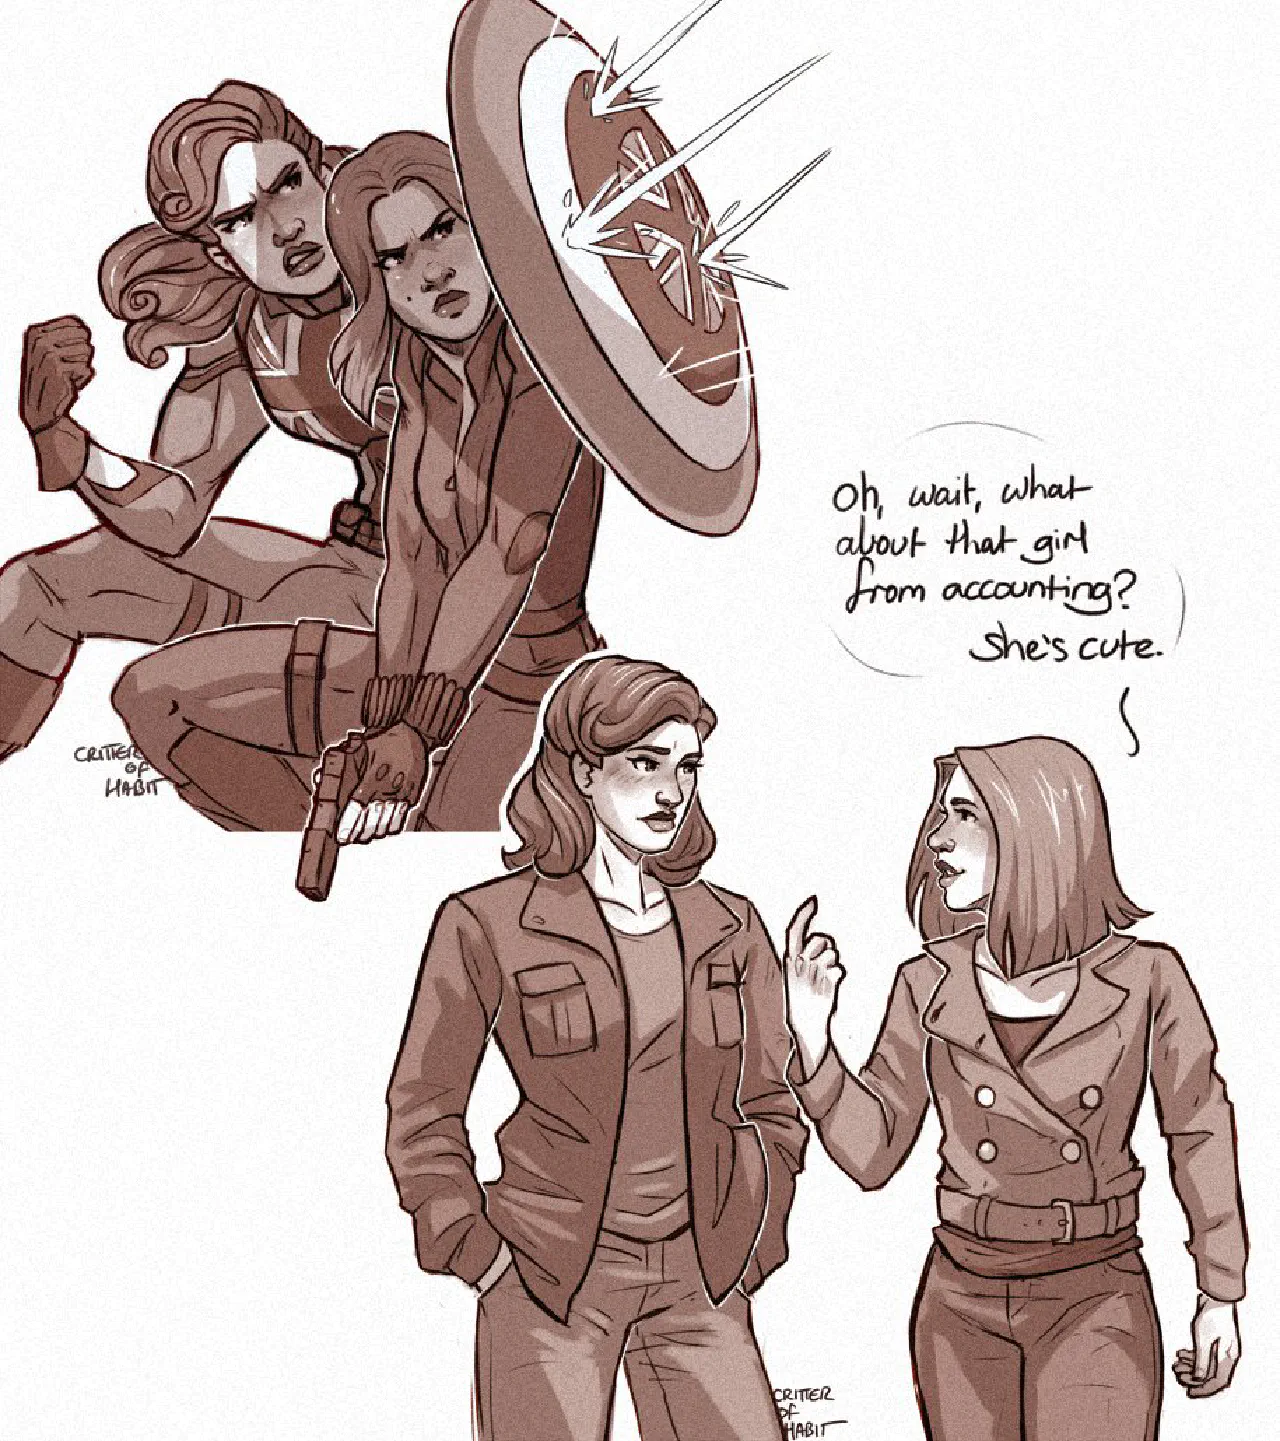 Oh, wait, what
about that girl
from accounting?
She's cute.
CRITTER
OF
HABIT
CRITTER
OF
HABIT